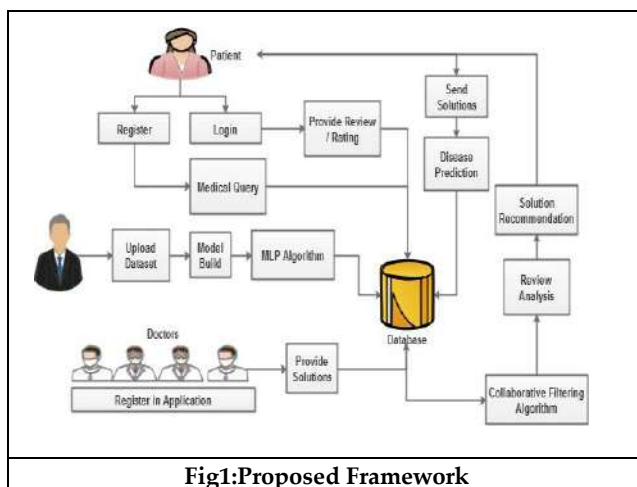 Patient
Send
Solutions
Register
Login
Provide Review
/ Rating
Disease
Prediction
Medical Query
Solution
Recommendation
Upload
Dataset
Model
Build
MLP Algorithm
Review
Analysis
Database
Doctors
Provide
Solutions
Register in Application
Collaborative Filtering
Algorithm
Fig1:Proposed Framework